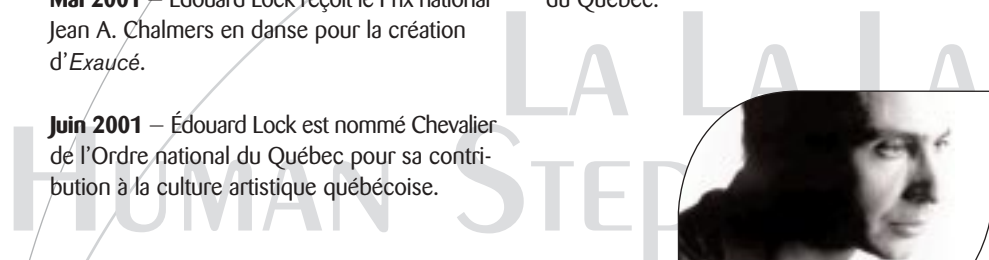 Mai 2001 – Édouard Lock reçoit le Prix national
Jean A. Chalmers en danse pour la création
d'Exaucé.
Juin 2001 – Édouard Lock est nommé Chevalier
de l'Ordre national du Québec pour sa contri-
bution à la culture artistique québécoise.
du Québec.
LA LA LA
HUMAN STEP